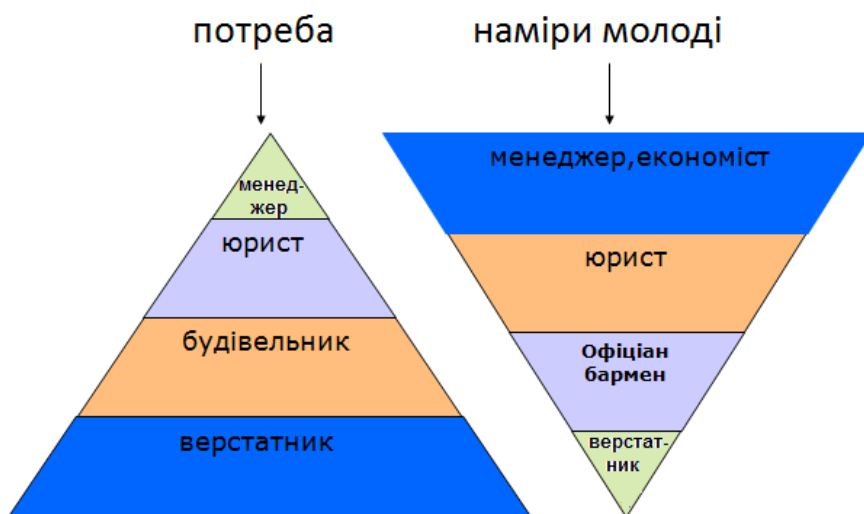 потреба
наміри молоді
менед-
жер
юрист
будівельник
верстатник
менеджер,економіст
юрист
Офіціан
бармен
верстат-
ник